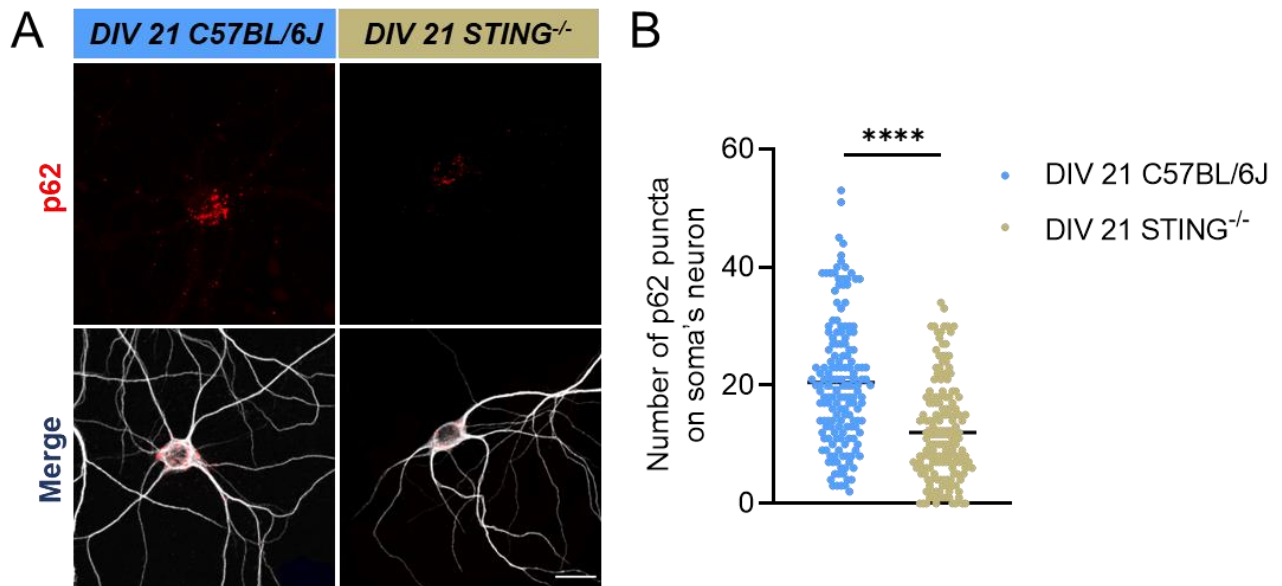 A
DIV 21 C57BL/6J
DIV 21 STING-/-
p62
Merge
B
Number of p62 puncta
on soma's neuron
60
40
20
0
****
DIV 21 C57BL/6J
DIV 21 STING-/-